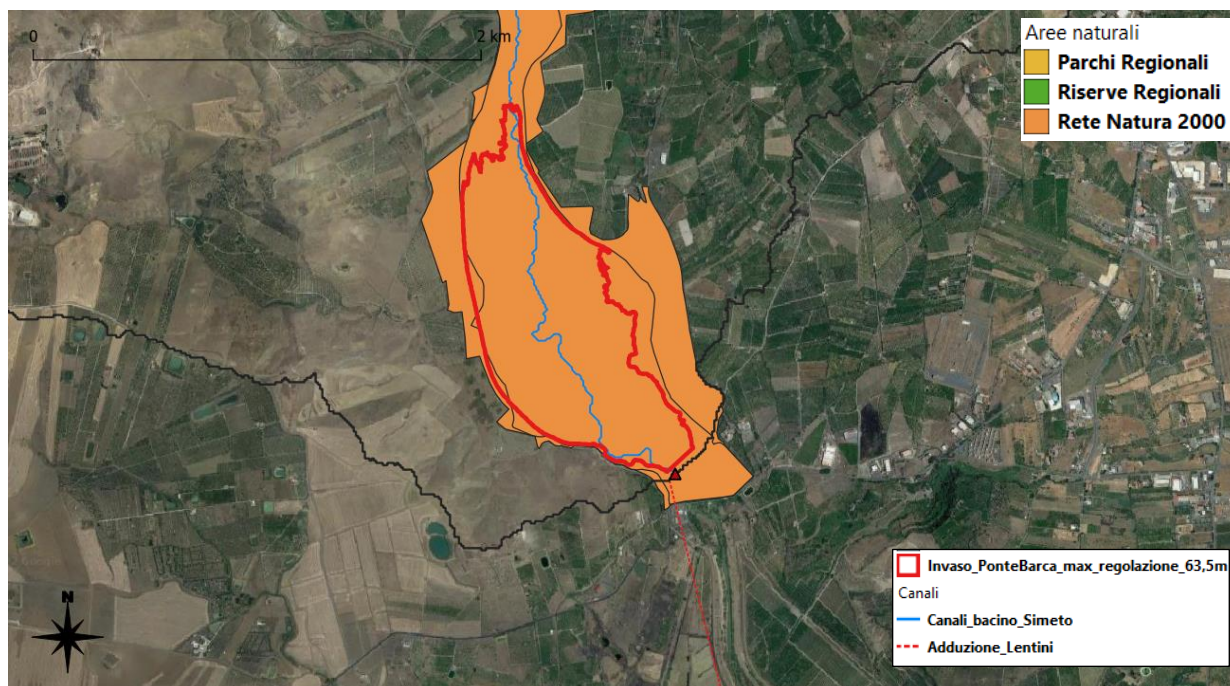 0
2 km
Aree naturali
Parchi Regionali
Riserve Regionali
Rete Natura 2000
N
Invaso_PonteBarca_max_regolazione_63,5m
Canali
Canali_bacino_Simeto
Adduzione_Lentini